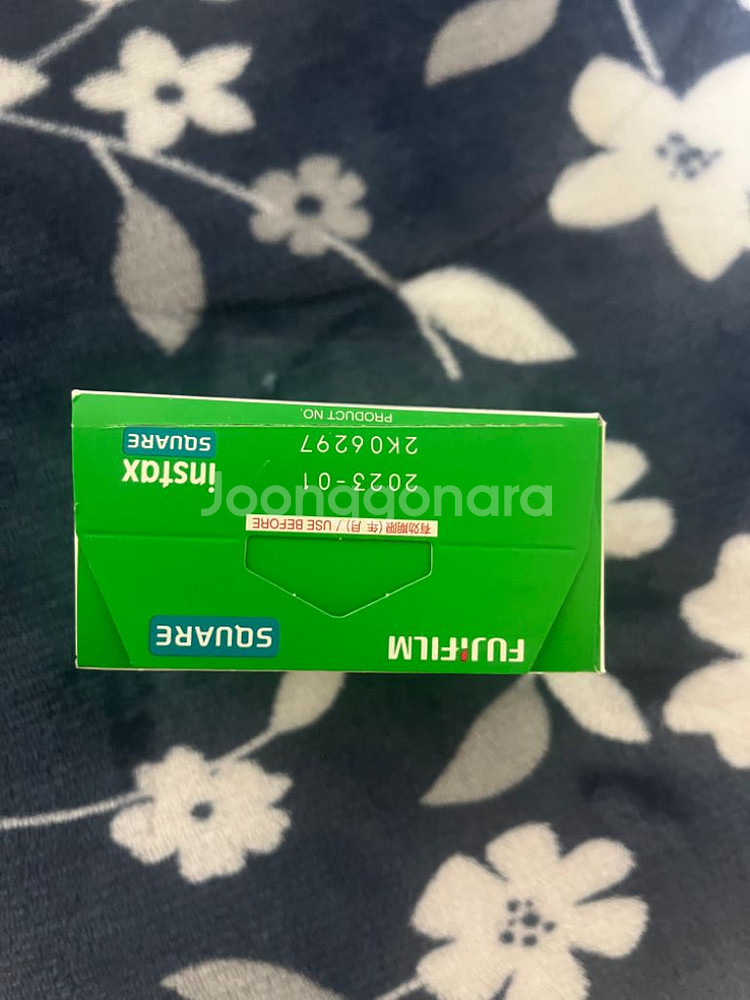 FUJIFILM SQUARE
有効期限 (年 月) / USE BEFORE
2023-01
instax
2K06297
SQUARE
PRODUCT NO.
Joonggonara